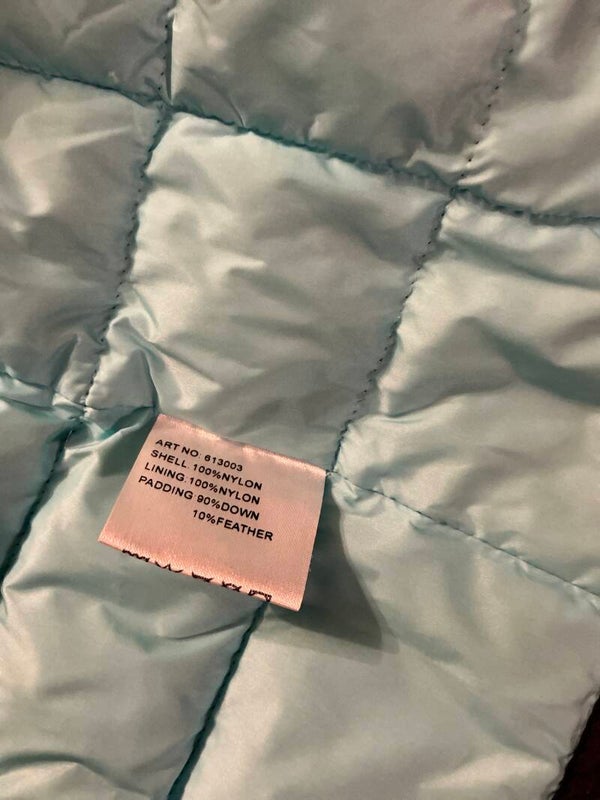 ART NO: 613003
SHELL 100%NYLON
LINING:100%NYLON
PADDING 90%DOWN
10%FEATHER